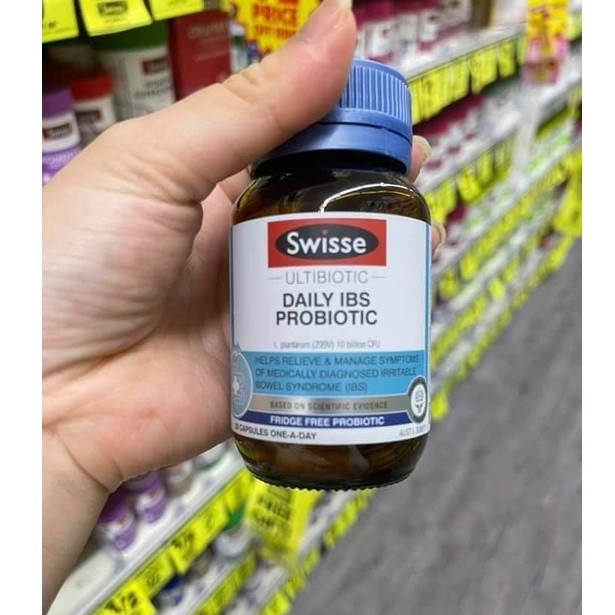 PRICE
Swisse
ULTIBIOTIC
DAILY IBS
PROBIOTIC
L. plantarum (299V) 10 billion CFU
HELPS RELIEVE & MANAGE SYMPTOMS
OF MEDICALLY DIAGNOSED IRRITABLE
BOWEL SYNDROME (IBS)
BASED ON SCIENTIFIC EVIDENCE
FRIDGE FREE PROBIOTIC
CAPSULES ONE-A-DAY